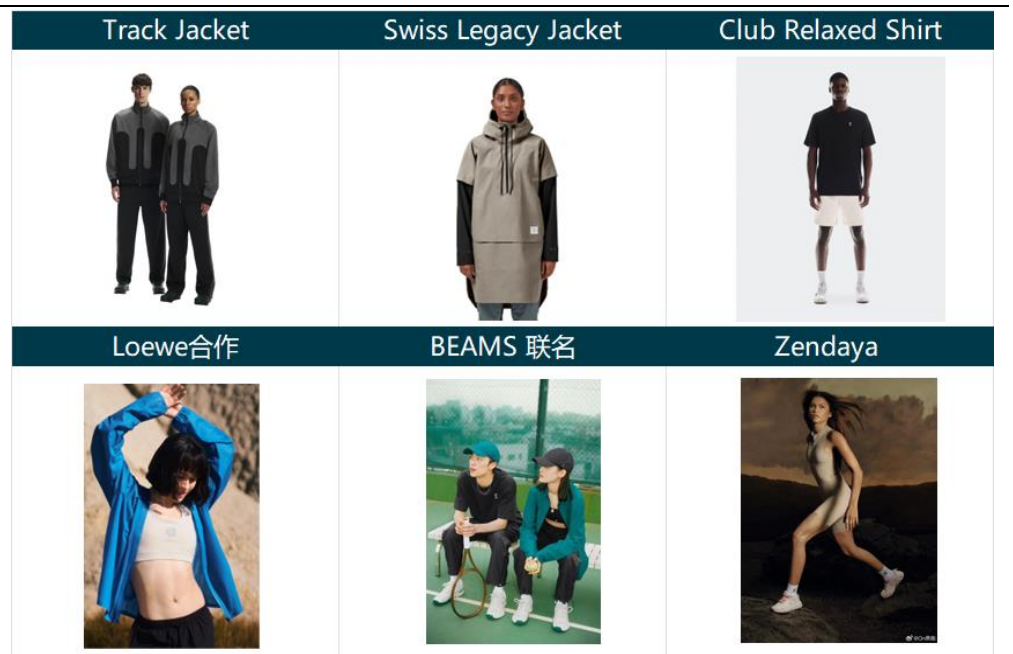 Track Jacket
Swiss Legacy Jacket
Club Relaxed Shirt
Loewe合作
BEAMS 联名
Zendaya